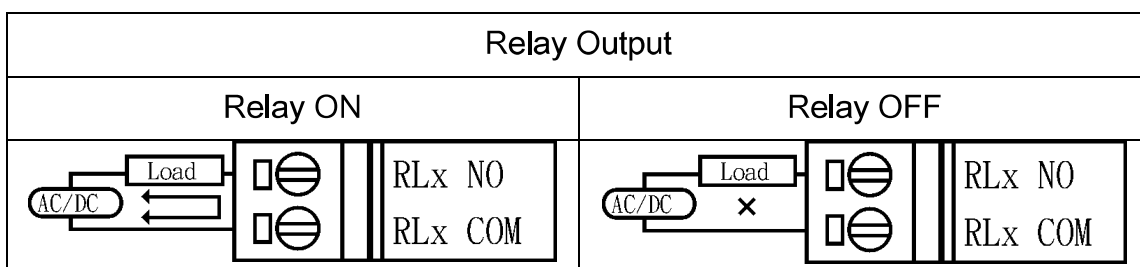 Relay Output
Relay ON
Relay OFF
Load
AC/DC
RLx NO
RLx COM
Load
AC/DC
×
RLx NO
RLx COM